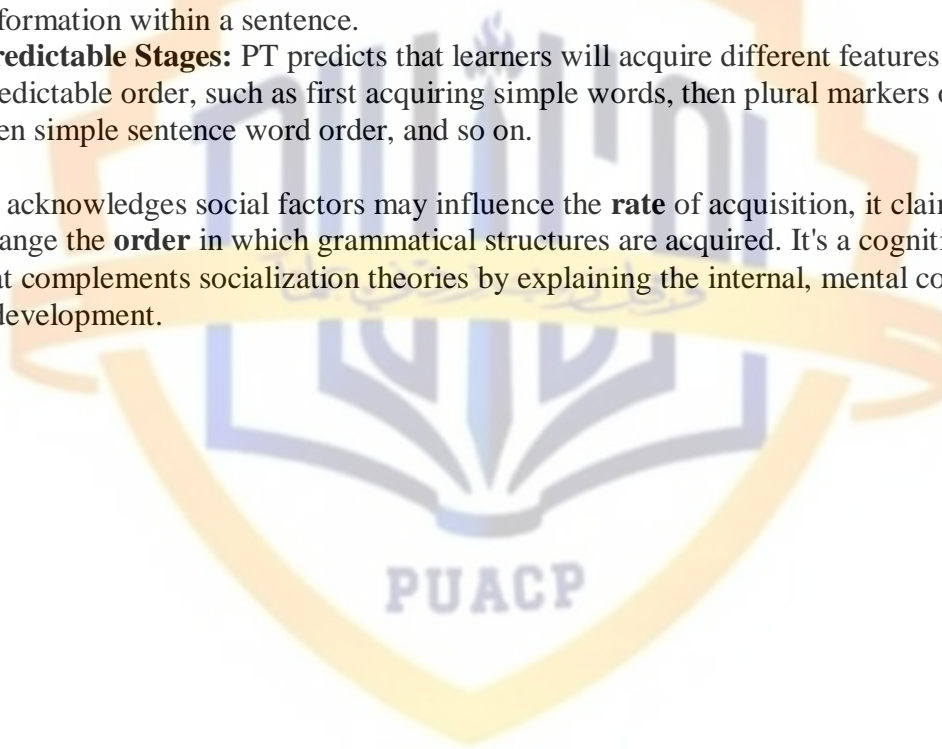 formation within a sentence.
redictable Stages: PT predicts that learners will acquire different features
edictable order, such as first acquiring simple words, then plural markers
en simple sentence word order, and so on.
acknowledges social factors may influence the rate of acquisition, it clai
ange the order in which grammatical structures are acquired. It's a cogniti
at complements socialization theories by explaining the internal, mental co
development.
PUACP